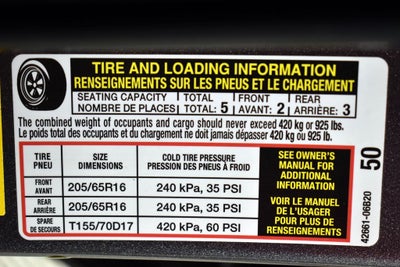 TIRE AND LOADING INFORMATION
RENSEIGNEMENTS SUR LES PNEUS ET LE CHARGEMENT
SEATING CAPACITY TOTAL FRONT REAR
NOMBRE DE PLACES TOTAL: 5 AVANT: 2 ARRIÈRE: 3
The combined weight of occupants and cargo should never exceed 420 kg or 925 lbs.
Le poids total des occupants et du chargement ne doit jamais dépasser 420 kg ou 925 lb.
TIRE SIZE COLD TIRE PRESSURE
PNEU DIMENSIONS PRESSION DES PNEUS À FROID
FRONT
AVANT 205/65R16 240 kPa, 35 PSI
REAR
ARRIÈRE 205/65R16 240 kPa, 35 PSI
SPARE
DE SECOURS T155/70D17 420 kPa, 60 PSI
SEE OWNER'S
MANUAL FOR
ADDITIONAL
INFORMATION
VOIR LE MANUEL
DE L'USAGER
POUR PLUS DE
RENSEIGNEMENTS
50
42661-06B20